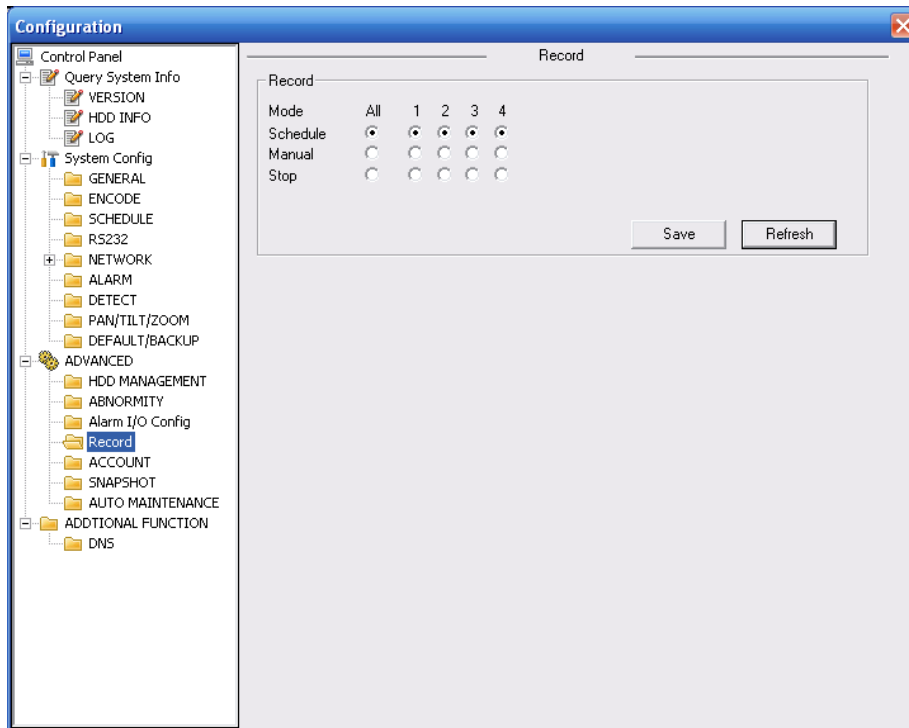 Configuration
Control Panel
Query System Info
VERSION
HDD INFO
LOG
System Config
GENERAL
ENCODE
SCHEDULE
RS232
NETWORK
ALARM
DETECT
PAN/TILT/ZOOM
DEFAULT/BACKUP
ADVANCED
HDD MANAGEMENT
ABNORMITY
Alarm I/O Config
Record
ACCOUNT
SNAPSHOT
AUTO MAINTENANCE
ADDTIONAL FUNCTION
DNS
Record
Record
Mode All 1 2 3 4
Schedule
Manual
Stop
Save Refresh